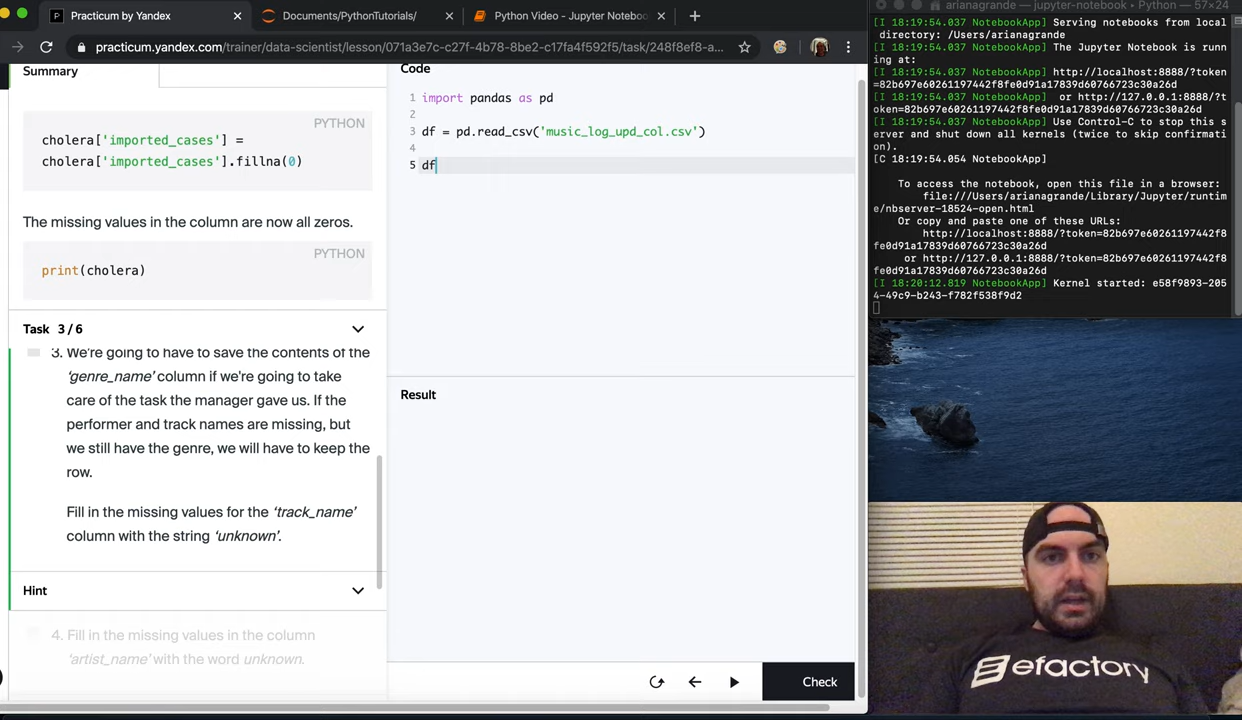 Practicum by Yandex
Documents/PythonTutorials/
Python Video - Jupyter Noteboo
practicum.yandex.com/trainer/data-scientist/lesson/071a3e7c-c27f-4b78-8be2-c17fa4f592f5/task/248f8ef8-a...
Summary
PYTHON
cholera['imported_cases'] =
cholera['imported_cases'].fillna(0)
The missing values in the column are now all zeros.
PYTHON
print(cholera)
Task 3 / 6
3. We're going to have to save the contents of the
'genre_name' column if we're going to take
care of the task the manager gave us. If the
performer and track names are missing, but
we still have the genre, we will have to keep the
row.
Fill in the missing values for the 'track_name'
column with the string 'unknown'.
Hint
4. Fill in the missing values in the column
'artist_name' with the word unknown.
Code
1 import pandas as pd
2
3 df = pd.read_csv('music_log_upd_col.csv')
4
5 df
Result
Check
arianagrande — jupyter-notebook • Python — 57×24
[I 18:19:54.037 NotebookApp] Serving notebooks from local
directory: /Users/arianagrande
[I 18:19:54.037 NotebookApp] The Jupyter Notebook is runn
ing at:
[I 18:19:54.037 NotebookApp] http://localhost:8888/?token
=82b697e60261197442f8fe0d91a17839d60766723c30a26d
[I 18:19:54.037 NotebookApp]  or http://127.0.0.1:8888/?t
oken=82b697e60261197442f8fe0d91a17839d60766723c30a26d
[I 18:19:54.037 NotebookApp] Use Control-C to stop this s
erver and shut down all kernels (twice to skip confirmati
on).
[C 18:19:54.054 NotebookApp]
To access the notebook, open this file in a browser:
file:///Users/arianagrande/Library/Jupyter/runtim
e/nbserver-18524-open.html
Or copy and paste one of these URLs:
http://localhost:8888/?token=82b697e60261197442f8
fe0d91a17839d60766723c30a26d
or http://127.0.0.1:8888/?token=82b697e60261197442f8
fe0d91a17839d60766723c30a26d
[I 18:20:12.819 NotebookApp] Kernel started: e58f9893-205
4-49c9-b243-f782f538f9d2
efactory